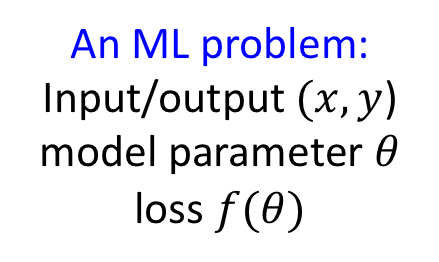 An ML problem:
Input/output (𝑥, 𝑦)
model parameter 𝜃
loss 𝑓(𝜃)